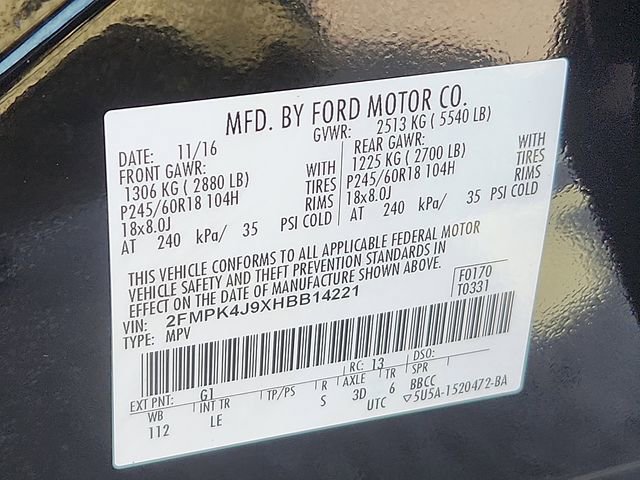 MFD. BY FORD MOTOR CO.
DATE: 11/16 GVWR: 2513 KG ( 5540 LB)
FRONT GAWR: REAR GAWR:
1306 KG ( 2880 LB) WITH 1225 KG ( 2700 LB) WITH
P245/60R18 104H TIRES P245/60R18 104H TIRES
18x8.0J RIMS 18x8.0J RIMS
AT 240 kPa/ 35 PSI COLD AT 240 kPa/ 35 PSI COLD
THIS VEHICLE CONFORMS TO ALL APPLICABLE FEDERAL MOTOR
VEHICLE SAFETY AND THEFT PREVENTION STANDARDS IN
EFFECT ON THE DATE OF MANUFACTURE SHOWN ABOVE.
F0170
T0331
VIN: 2FMPK4J9XHBB14221
TYPE: MPV
EXT PNT: G1 RC: 13 DSO:
WB INT TR TP/PS R AXLE TR SPR
112 LE S 3D 6 BBCC
UTC ▽5U5A-1520472-BA